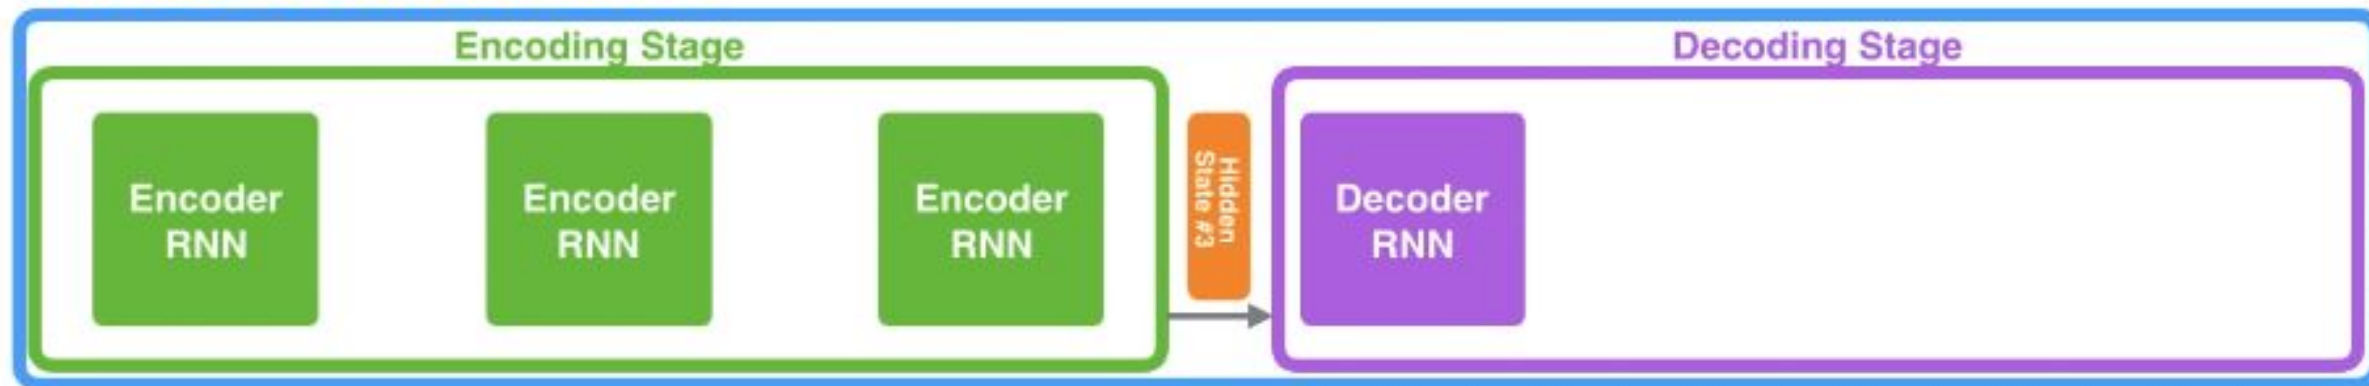 Encoding Stage
Decoding Stage
Encoder
RNN
Encoder
RNN
Encoder
RNN
Hidden
State #3
Decoder
RNN